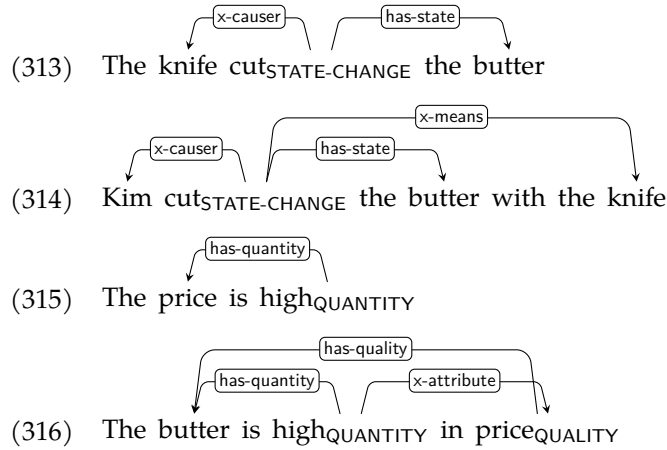 x-causer has-state
(313) The knife cutSTATE-CHANGE the butter
x-means
x-causer has-state
(314) Kim cutSTATE-CHANGE the butter with the knife
has-quantity
(315) The price is highQUANTITY
has-quality
has-quantity x-attribute
(316) The butter is highQUANTITY in priceQUALITY